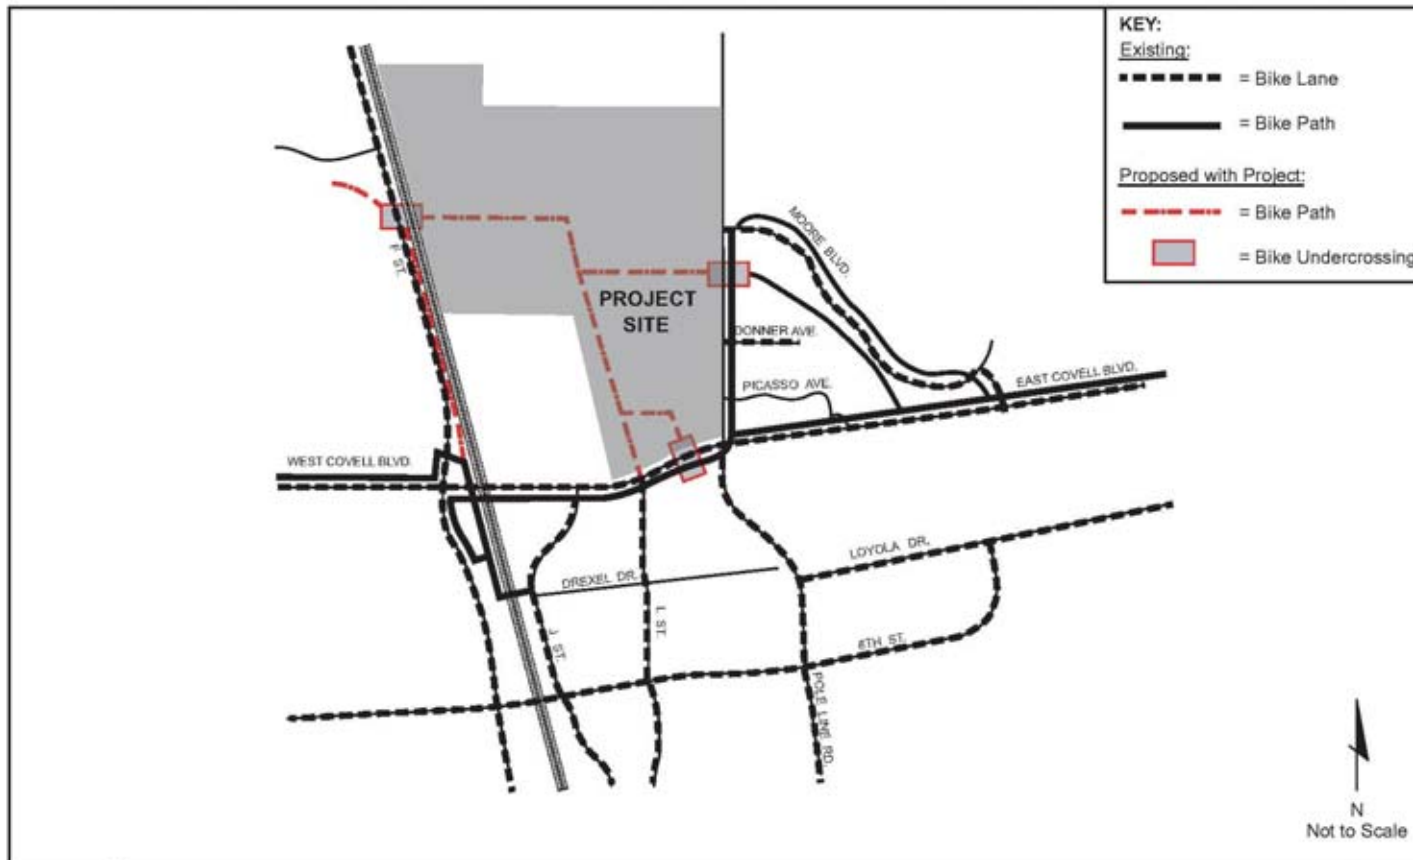 KEY:
Existing:
= Bike Lane
= Bike Path
Proposed with Project:
= Bike Path
= Bike Undercrossing
MOORE BLVD.
F ST.
PROJECT
SITE
DONNER AVE.
PICASSO AVE.
EAST COVELL BLVD.
WEST COVELL BLVD.
LOYOLA DR,
DREXEL DR,
L ST.
J ST.
8TH ST,
POLE LINE RD.
N
Not to Scale